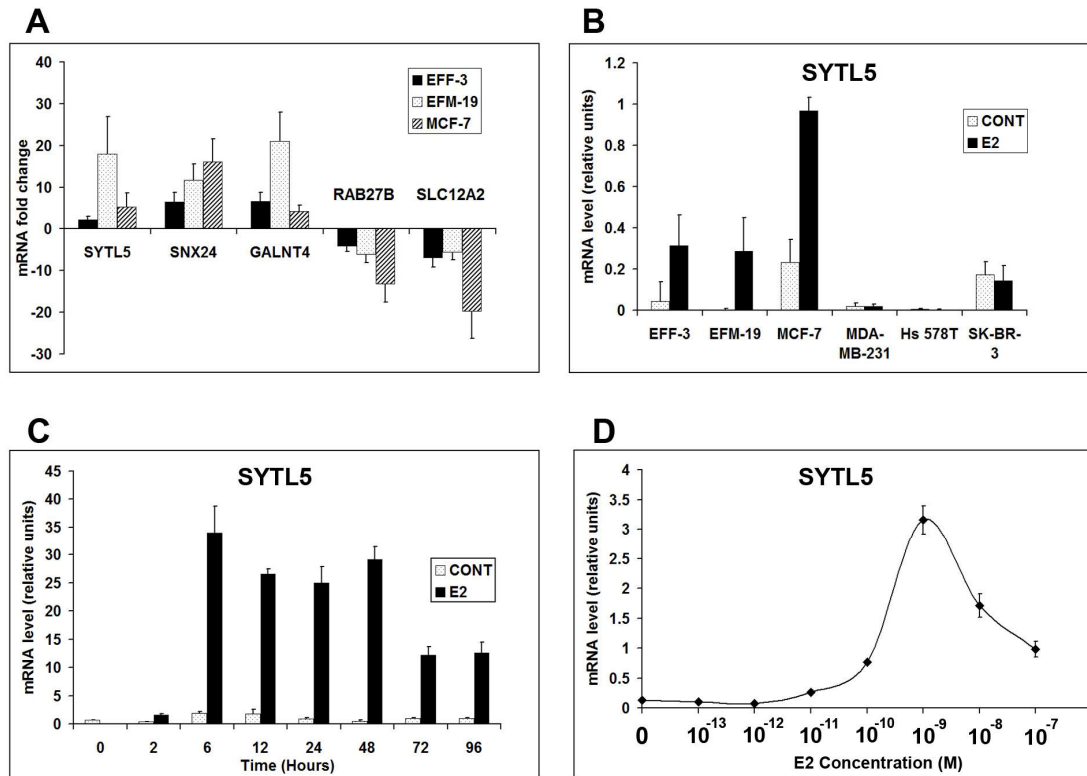 A
mRNA fold change
40
30
20
10
0
-10
-20
-30
EFF-3
EFM-19
MCF-7
RAB27B SLC12A2
SYTL5 SNX24 GALNT4
B
SYTL5
mRNA level (relative units)
1.2
1
0.8
0.6
0.4
0.2
0
CONT
E2
EFF-3 EFM-19 MCF-7 MDA-MB-231 Hs 578T SK-BR-3
C
SYTL5
mRNA level (relative units)
45
40
35
30
25
20
15
10
5
0
CONT
E2
0 2 6 12 24 48 72 96
Time (Hours)
D
SYTL5
mRNA level (relative units)
4
3.5
3
2.5
2
1.5
1
0.5
0
0 10^-13 10^-12 10^-11 10^-10 10^-9 10^-8 10^-7
E2 Concentration (M)